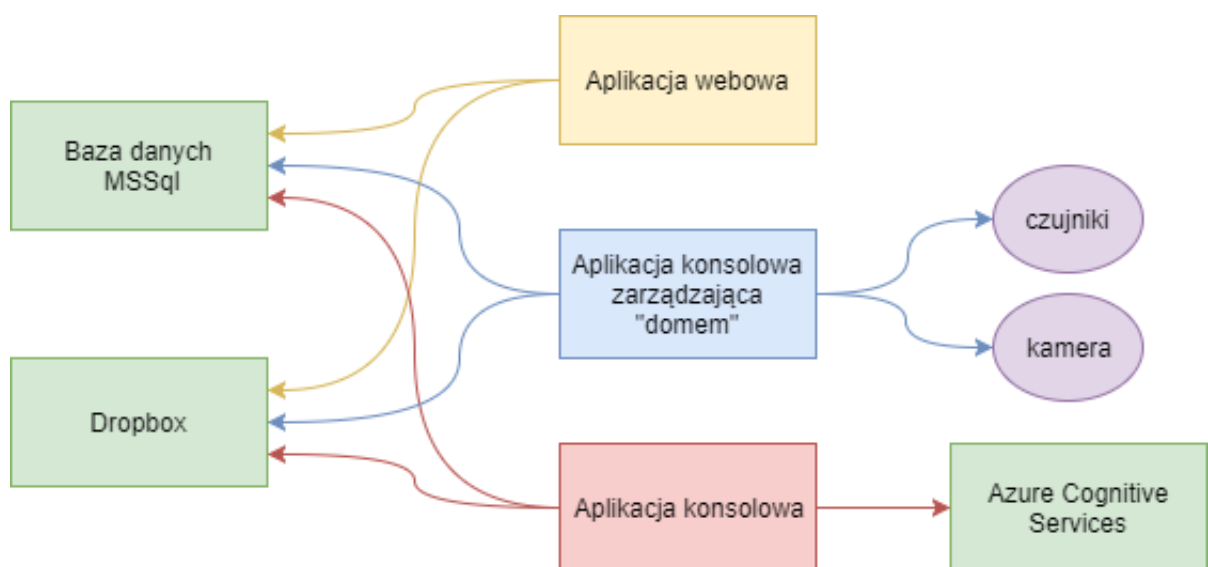 Aplikacja webowa
Baza danych
MSSql
czujniki
Aplikacja konsolowa
zarządzająca
"domem"
kamera
Dropbox
Aplikacja konsolowa
Azure Cognitive
Services